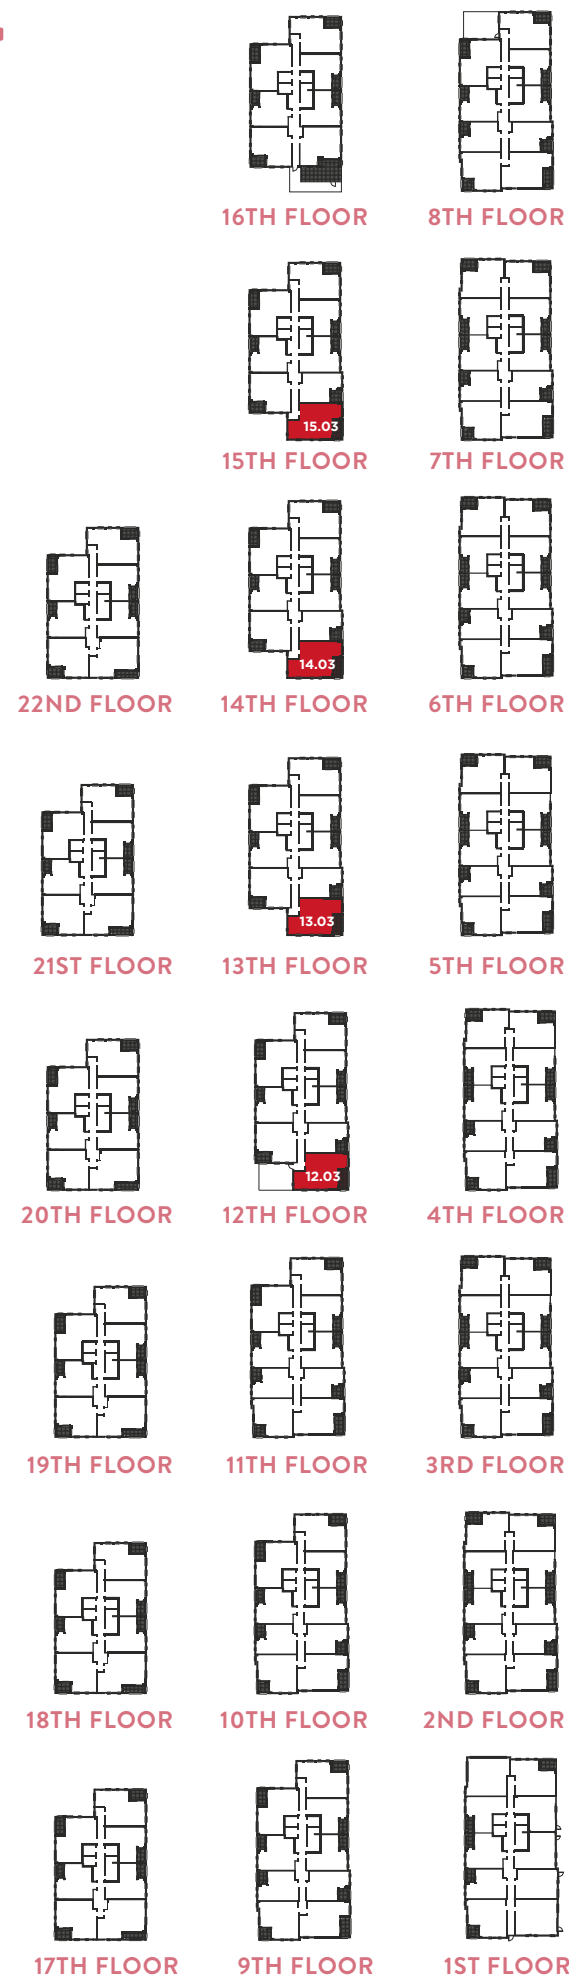 16TH FLOOR
8TH FLOOR
15.03
15TH FLOOR
7TH FLOOR
14.03
22ND FLOOR
14TH FLOOR
6TH FLOOR
13.03
21ST FLOOR
13TH FLOOR
5TH FLOOR
12.03
20TH FLOOR
12TH FLOOR
4TH FLOOR
19TH FLOOR
11TH FLOOR
3RD FLOOR
18TH FLOOR
10TH FLOOR
2ND FLOOR
17TH FLOOR
9TH FLOOR
1ST FLOOR